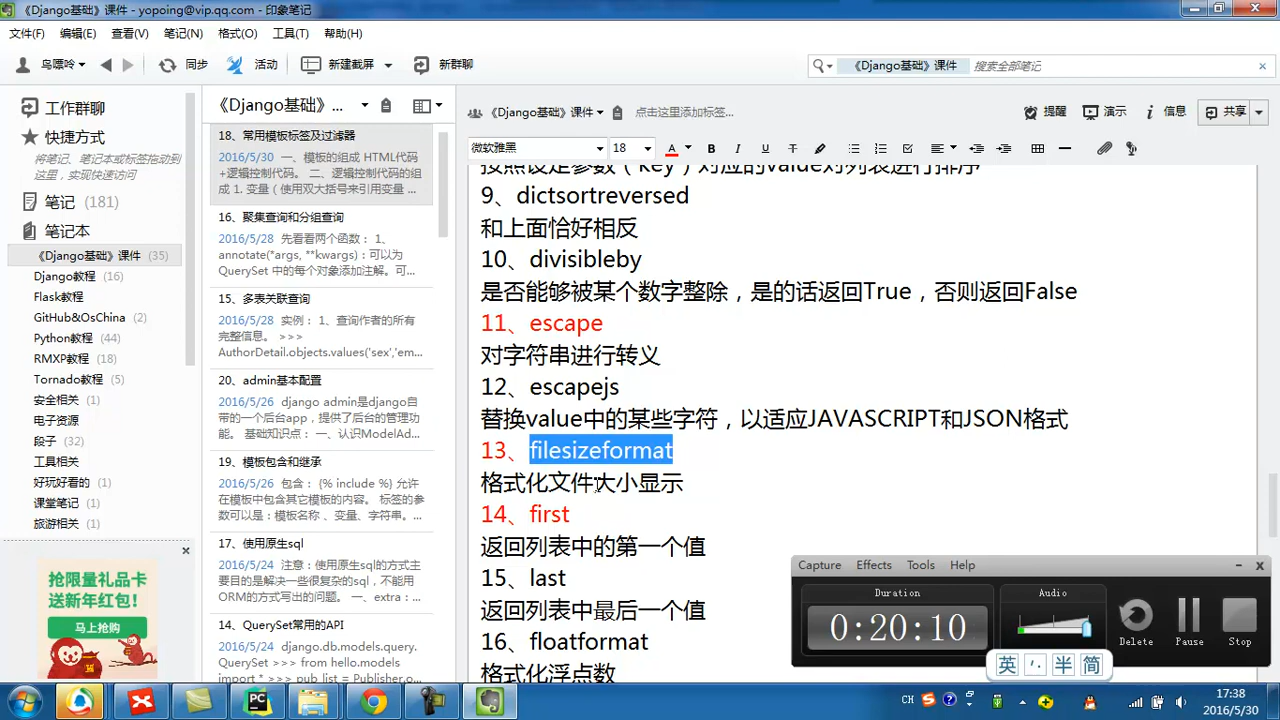 《Django基础》课件 - yopoing@vip.qq.com - 印象笔记
文件(F) 编辑(E) 查看(V) 笔记(N) 格式(O) 工具(T) 帮助(H)
鸟嘌呤 同步 活动 新建截屏 新群聊
《Django基础》课件 搜索全部笔记
工作群聊
快捷方式
将笔记、笔记本或标签拖动到
这里，实现快速访问
笔记 (181)
笔记本
《Django基础》课件 (35)
Django教程 (16)
Flask教程
GitHub&OsChina (2)
Python教程 (44)
RMXP教程 (18)
Tornado教程 (5)
安全相关 (1)
电子资源
段子 (32)
工具相关
好玩好看的 (1)
课堂笔记 (1)
旅游相关 (1)
抢限量礼品卡
送新年红包!
马上抢购
《Django基础》...
18、常用模板标签及过滤器
2016/5/30 一、模板的组成 HTML代码
+逻辑控制代码。 二、逻辑控制代码的组
成 1. 变量（使用双大括号来引用变量 ...
16、聚集查询和分组查询
2016/5/28 先看看两个函数： 1、
annotate(*args, **kwargs)：可以为
QuerySet 中的每个对象添加注解。可...
15、多表关联查询
2016/5/28 实例： 1、查询作者的所有
完整信息。 >>>
AuthorDetail.objects.values('sex','em...
20、admin基本配置
2016/5/26 django admin是django自
带的一个后台app，提供了后台的管理功
能。 基础知识点： 一、认识ModelAd...
19、模板包含和继承
2016/5/26 包含： {% include %} 允许
在模板中包含其它模板的内容。 标签的参
数可以是：模板名称 、变量、字符串。...
17、使用原生sql
2016/5/24 注意：使用原生sql的方式主
要目的是解决一些很复杂的sql，不能用
ORM的方式写出的问题。 一、extra：...
14、QuerySet常用的API
2016/5/24 django.db.models.query.
QuerySet >>> from hello.models
import * >>> pub_list = Publisher.o...
《Django基础》课件 点击这里添加标签... 提醒 演示 信息 共享
微软雅黑 18 A B I U T
按照设定参数（key）对应的value对列表进行排序
9、dictsortreversed
和上面恰好相反
10、divisibleby
是否能够被某个数字整除，是的话返回True，否则返回False
11、escape
对字符串进行转义
12、escapejs
替换value中的某些字符，以适应JAVASCRIPT和JSON格式
13、filesizeformat
格式化文件大小显示
14、first
返回列表中的第一个值
15、last
返回列表中最后一个值
16、floatformat
格式化浮点数
Capture Effects Tools Help
Duration Audio
0:20:10
Delete Pause Stop
英 半 简
PC
CH
17:38
2016/5/30